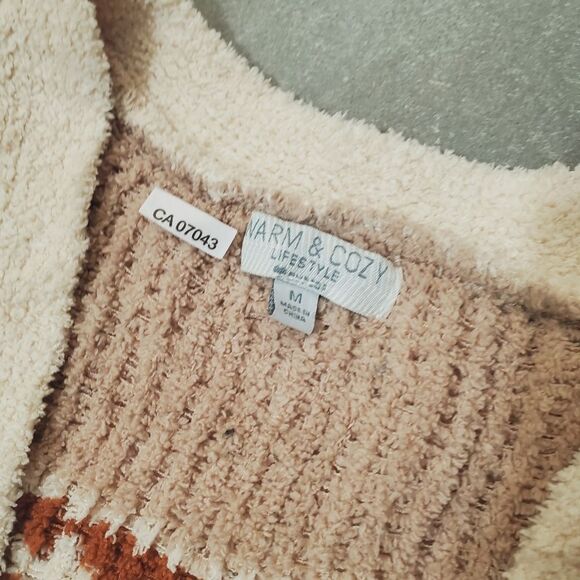 CA 07043
WARM & COZY
LIFESTYLE
M
MADE IN
CHINA